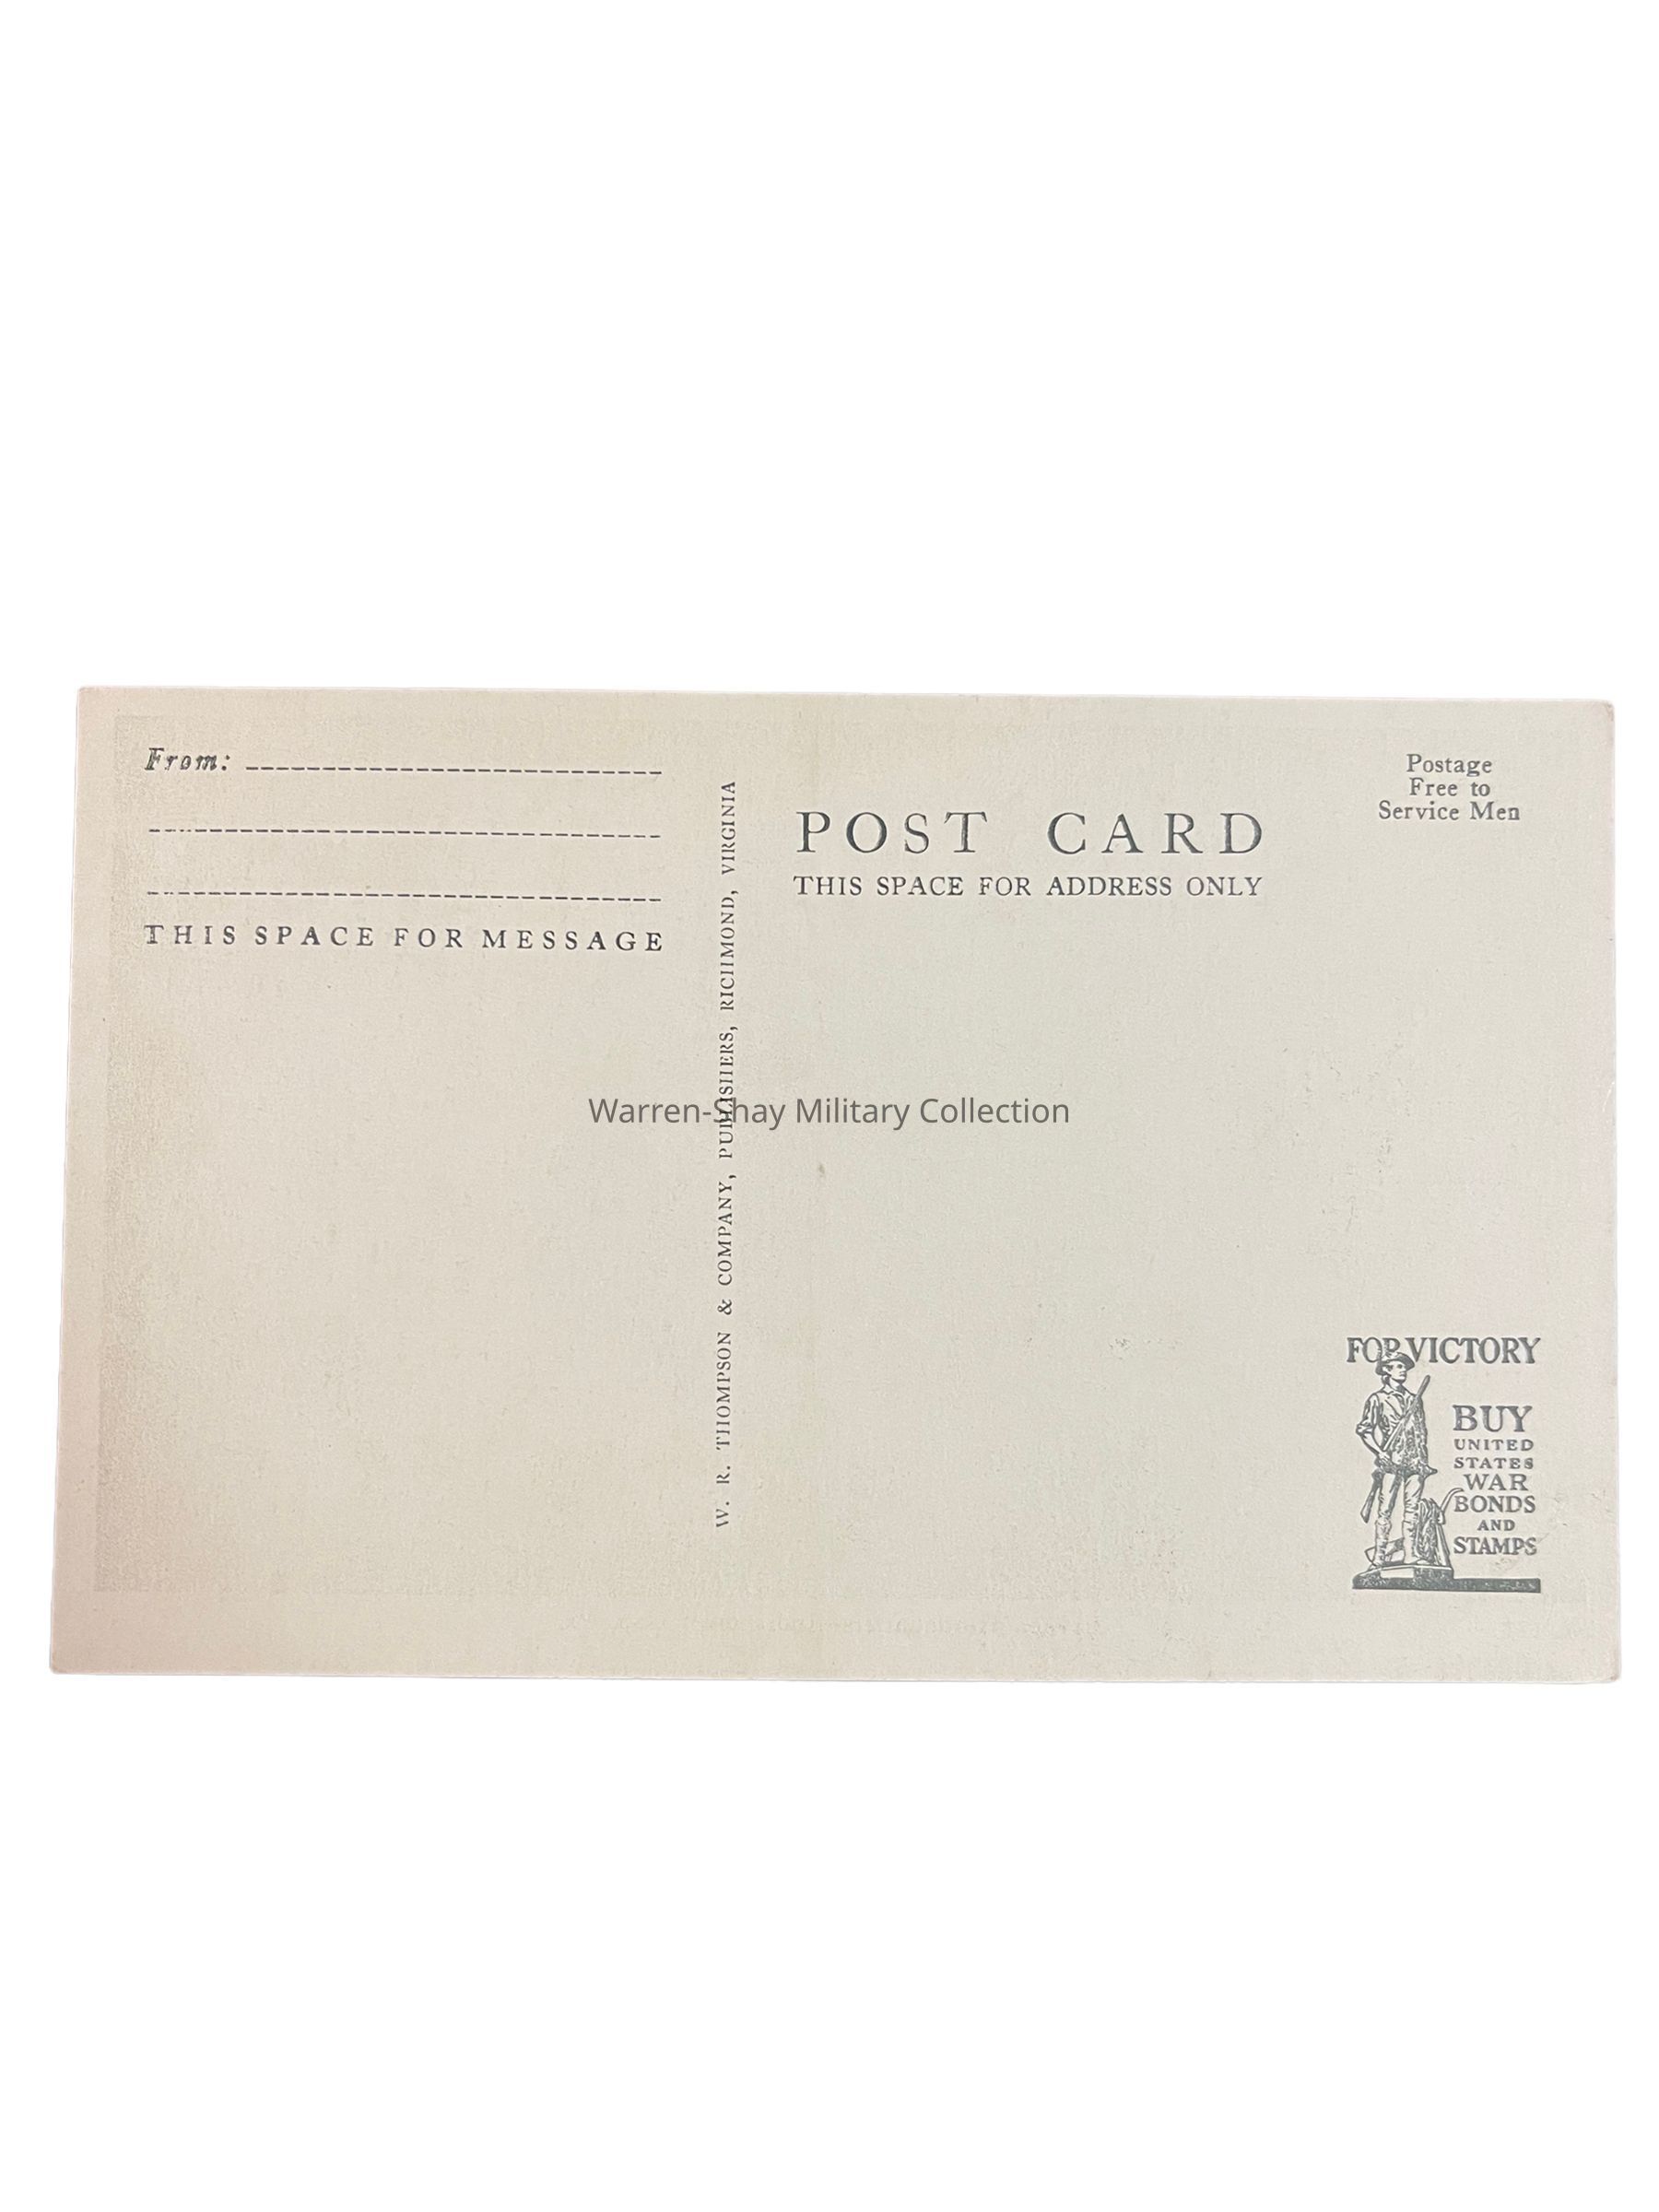 From:
THIS SPACE FOR MESSAGE
W. R. THOMPSON & COMPANY, PUBLISHERS, RICHMOND, VIRGINIA
POST CARD
THIS SPACE FOR ADDRESS ONLY
Postage
Free to
Service Men
Warren-Shay Military Collection
FOR VICTORY
BUY
UNITED
STATES
WAR
BONDS
AND
STAMPS